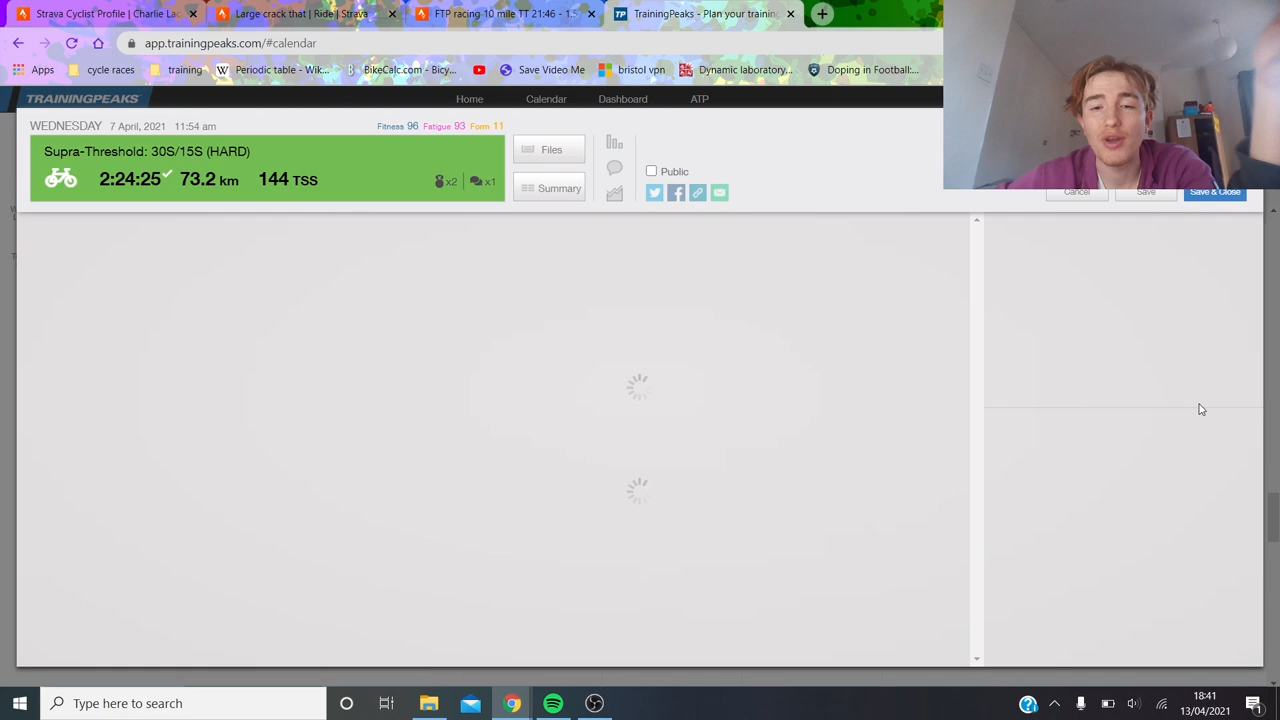 Strava Cyclist Profile | Charlie Lac
Large crack that | Ride | Strava
FTP racing 10 mile TT 21:46 - 1.5
TP TrainingPeaks - Plan your training
app.trainingpeaks.com/#calendar
Apps
cycle races
training
W Periodic table - Wik...
BikeCalc.com - Bicy...
Save Video Me
bristol vpn
Dynamic laboratory...
Doping in Football:...
TRAININGPEAKS
Home
Calendar
Dashboard
ATP
WEDNESDAY 7 April, 2021 11:54 am
Fitness 96 Fatigue 93 Form 11
Supra-Threshold: 30S/15S (HARD)
2:24:25 73.2 km 144 TSS
x2 | x1
Files
Summary
Public
Cancel
Save
Save & Close
Type here to search
18:41
13/04/2021